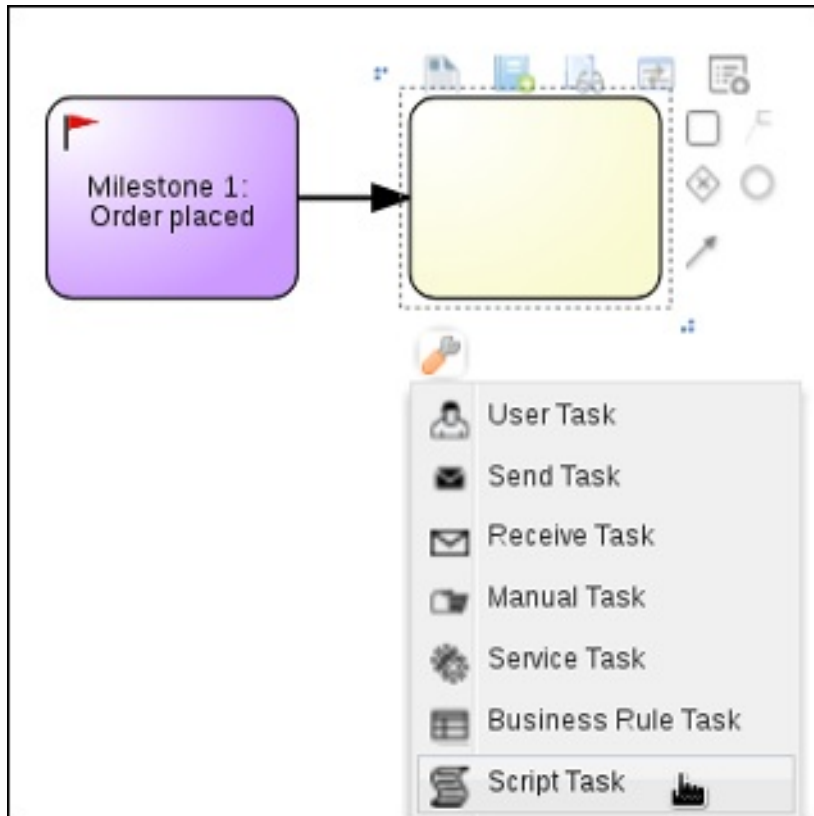 Milestone 1:
Order placed
User Task
Send Task
Receive Task
Manual Task
Service Task
Business Rule Task
Script Task